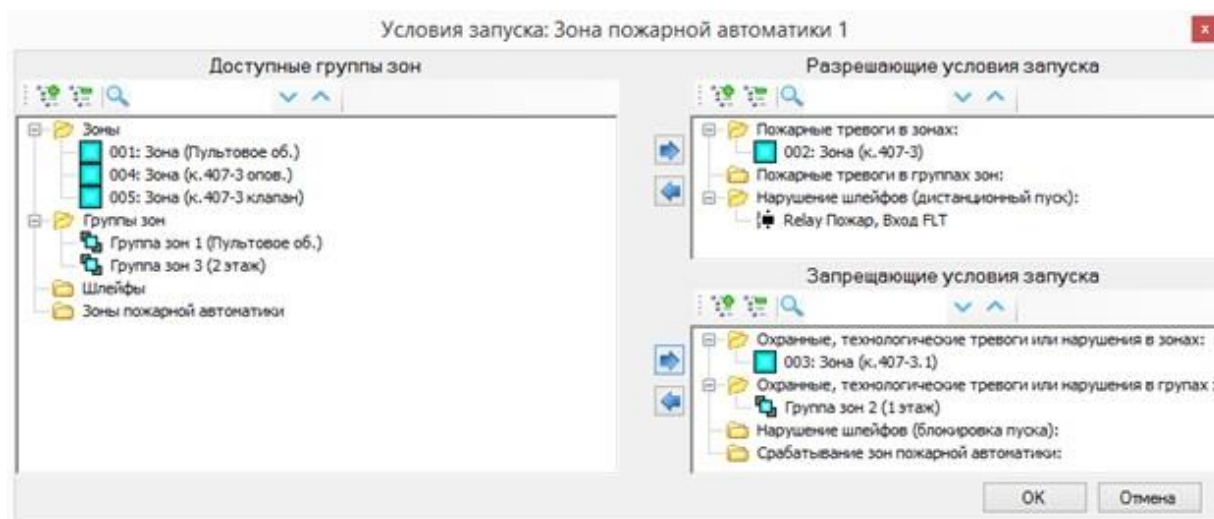 Условия запуска: Зона пожарной автоматики 1
x
Доступные группы зон
Зоны
001: Зона (Пультовое об.)
004: Зона (к.407-3 опов.)
005: Зона (к.407-3 клапан)
Группы зон
Группа зон 1 (Пультовое об.)
Группа зон 3 (2 этаж)
Шлейфы
Зоны пожарной автоматики
Разрешающие условия запуска
Пожарные тревоги в зонах:
002: Зона (к.407-3)
Пожарные тревоги в группах зон:
Нарушение шлейфов (дистанционный пуск):
Relay Пожар, Вход FLT
Запрещающие условия запуска
Охранные, технологические тревоги или нарушения в зонах:
003: Зона (к.407-3.1)
Охранные, технологические тревоги или нарушения в групах
Группа зон 2 (1 этаж)
Нарушение шлейфов (блокировка пуска):
Срабатывание зон пожарной автоматики:
OK
Отмена